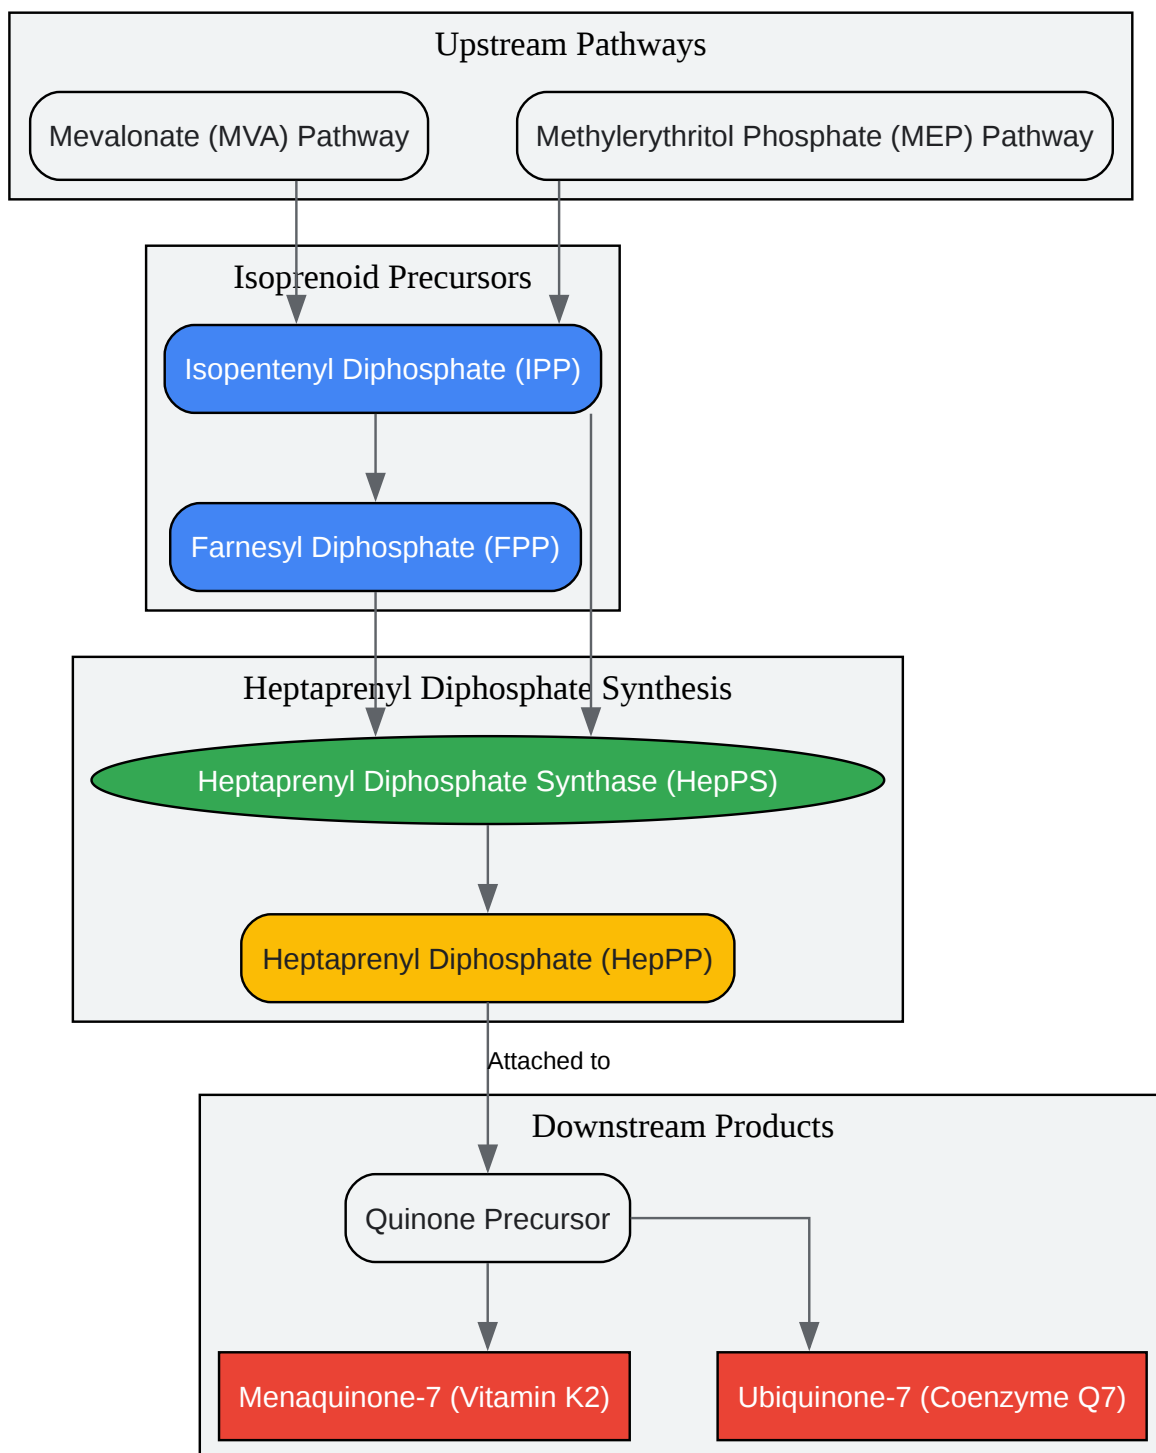 Upstream Pathways
Mevalonate (MVA) Pathway
Methylerythritol Phosphate (MEP) Pathway
Isoprenoid Precursors
Isopentenyl Diphosphate (IPP)
Farnesyl Diphosphate (FPP)
Heptaprenyl Diphosphate Synthesis
Heptaprenyl Diphosphate Synthase (HepPS)
Heptaprenyl Diphosphate (HepPP)
Attached to
Downstream Products
Quinone Precursor
Menaquinone-7 (Vitamin K2)
Ubiquinone-7 (Coenzyme Q7)